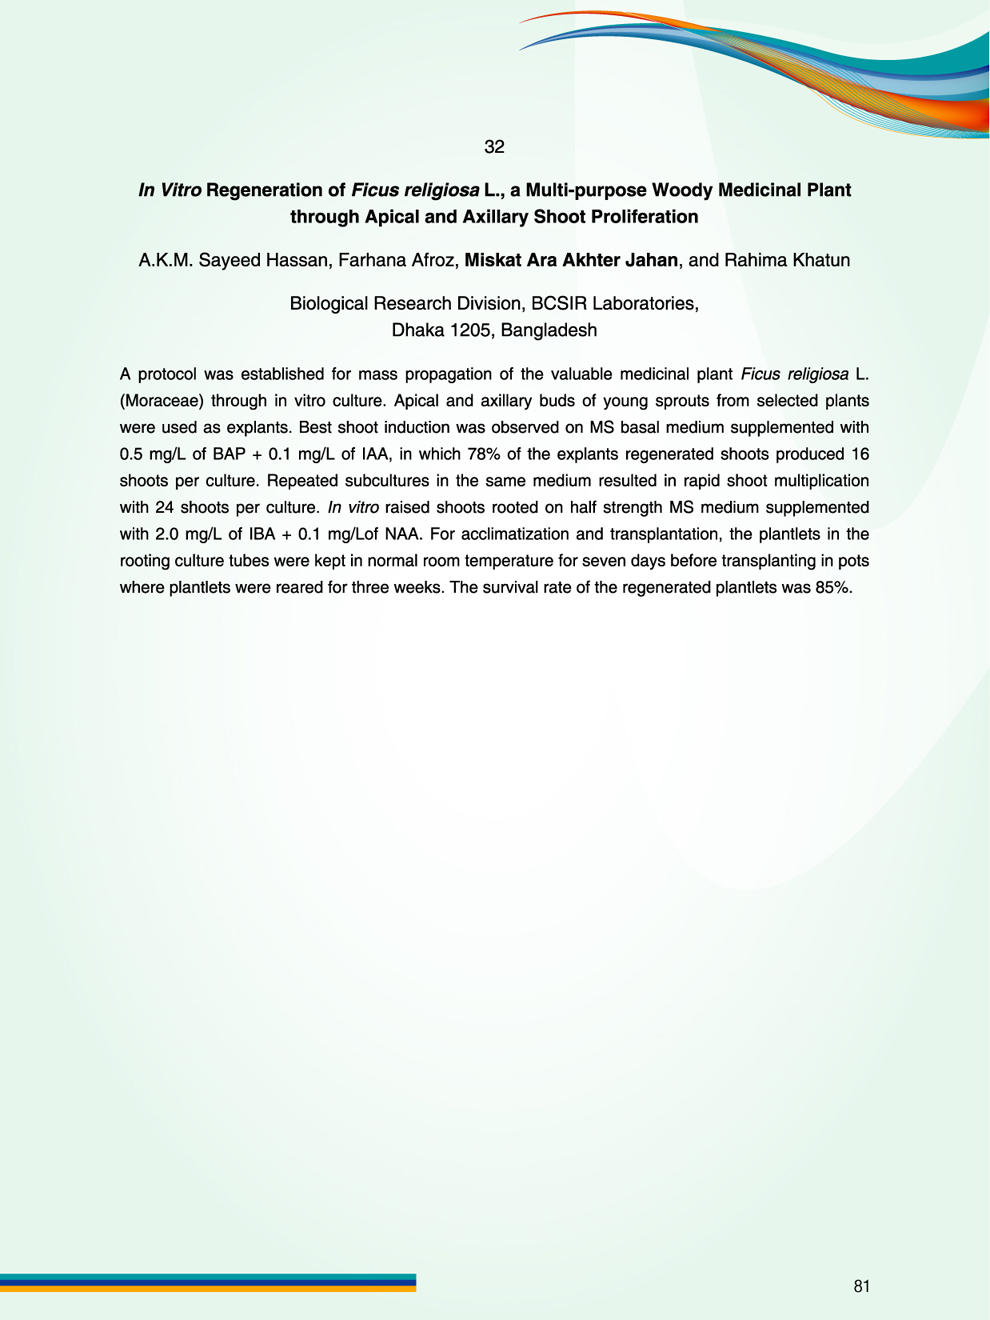 32
In Vitro Regeneration of Ficus religiosa L., a Multi-purpose Woody Medicinal Plant
through Apical and Axillary Shoot Proliferation
A.K.M. Sayeed Hassan, Farhana Afroz, Miskat Ara Akhter Jahan, and Rahima Khatun
Biological Research Division, BCSIR Laboratories,
Dhaka 1205, Bangladesh
A protocol was established for mass propagation of the valuable medicinal plant Ficus religiosa L.
(Moraceae) through in vitro culture. Apical and axillary buds of young sprouts from selected plants
were used as explants. Best shoot induction was observed on MS basal medium supplemented with
0.5 mg/L of BAP + 0.1 mg/L of IAA, in which 78% of the explants regenerated shoots produced 16
shoots per culture. Repeated subcultures in the same medium resulted in rapid shoot multiplication
with 24 shoots per culture. In vitro raised shoots rooted on half strength MS medium supplemented
with 2.0 mg/L of IBA + 0.1 mg/Lof NAA. For acclimatization and transplantation, the plantlets in the
rooting culture tubes were kept in normal room temperature for seven days before transplanting in pots
where plantlets were reared for three weeks. The survival rate of the regenerated plantlets was 85%.
81